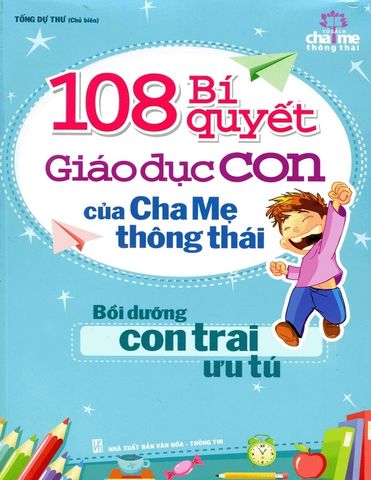 TỐNG DỰ THƯ (Chủ biên)
TỦ SÁCH
cha mẹ
thông thái
108 Bí
quyết
Giáo dục con
của Cha Mẹ
thông thái
Bồi dưỡng
con trai
ưu tú
NHÀ XUẤT BẢN VĂN HÓA - THÔNG TIN